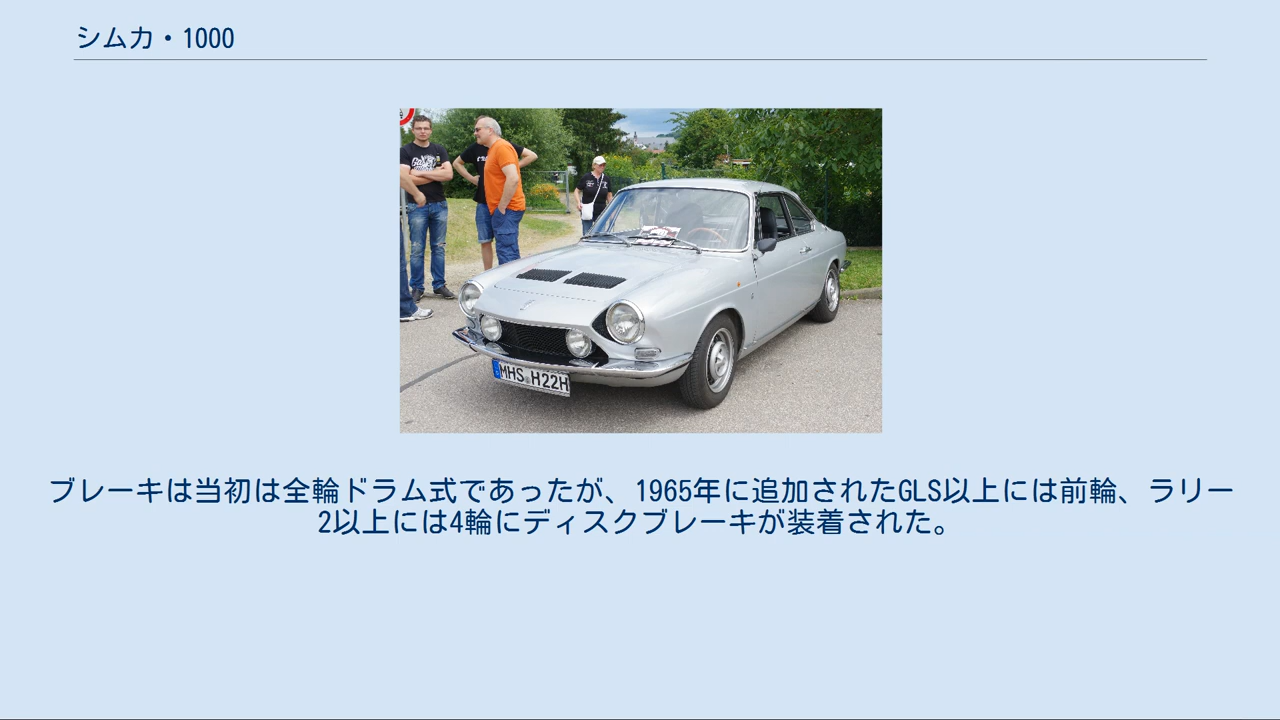 シムカ・1000
MHS H22H
ブレーキは当初は全輪ドラム式であったが、1965年に追加されたGLS以上には前輪、ラリー
2以上には4輪にディスクブレーキが装着された。